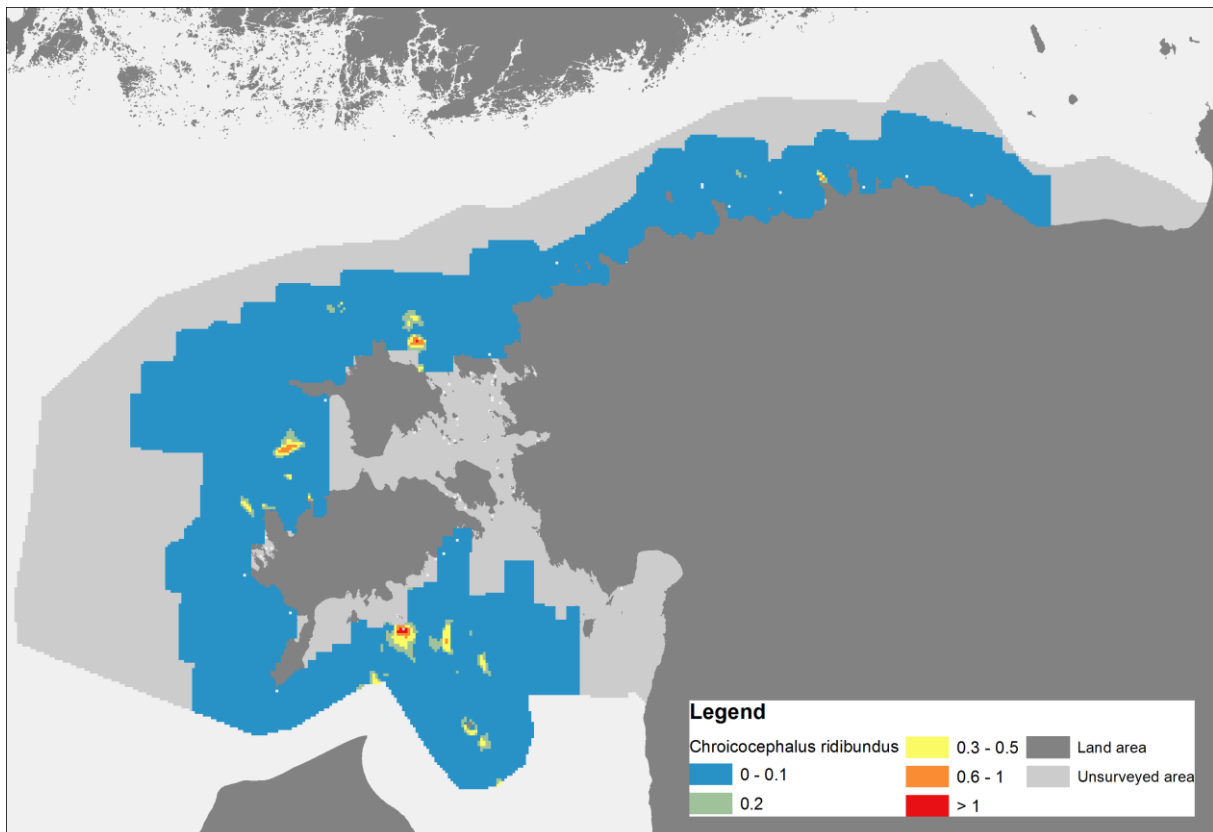 Legend
Chroicocephalus ridibundus
0 - 0.1
0.2
0.3 - 0.5
0.6 - 1
> 1
Land area
Unsurveyed area